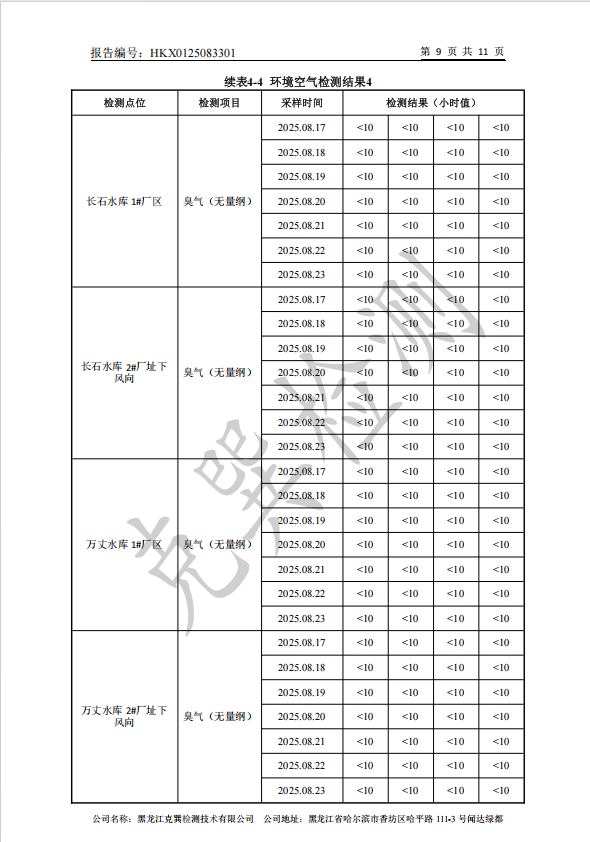 报告编号：HKX0125083301 第 9 页 共 11 页
续表4-4 环境空气检测结果4
检测点位 检测项目 采样时间 检测结果（小时值）
2025.08.17 <10 <10 <10 <10
2025.08.18 <10 <10 <10 <10
2025.08.19 <10 <10 <10 <10
长石水库 1#厂区 臭气（无量纲） 2025.08.20 <10 <10 <10 <10
2025.08.21 <10 <10 <10 <10
2025.08.22 <10 <10 <10 <10
2025.08.23 <10 <10 <10 <10
2025.08.17 <10 <10 <10 <10
2025.08.18 <10 <10 <10 <10
2025.08.19 <10 <10 <10 <10
长石水库 2#厂址下
风向 臭气（无量纲） 2025.08.20 <10 <10 <10 <10
2025.08.21 <10 <10 <10 <10
2025.08.22 <10 <10 <10 <10
2025.08.23 <10 <10 <10 <10
2025.08.17 <10 <10 <10 <10
2025.08.18 <10 <10 <10 <10
2025.08.19 <10 <10 <10 <10
万丈水库 1#厂区 臭气（无量纲） 2025.08.20 <10 <10 <10 <10
2025.08.21 <10 <10 <10 <10
2025.08.22 <10 <10 <10 <10
2025.08.23 <10 <10 <10 <10
2025.08.17 <10 <10 <10 <10
2025.08.18 <10 <10 <10 <10
2025.08.19 <10 <10 <10 <10
万丈水库 2#厂址下
风向 臭气（无量纲） 2025.08.20 <10 <10 <10 <10
2025.08.21 <10 <10 <10 <10
2025.08.22 <10 <10 <10 <10
2025.08.23 <10 <10 <10 <10
克巽检测
公司名称：黑龙江克巽检测技术有限公司 公司地址：黑龙江省哈尔滨市香坊区哈平路 111-3 号闻达绿都